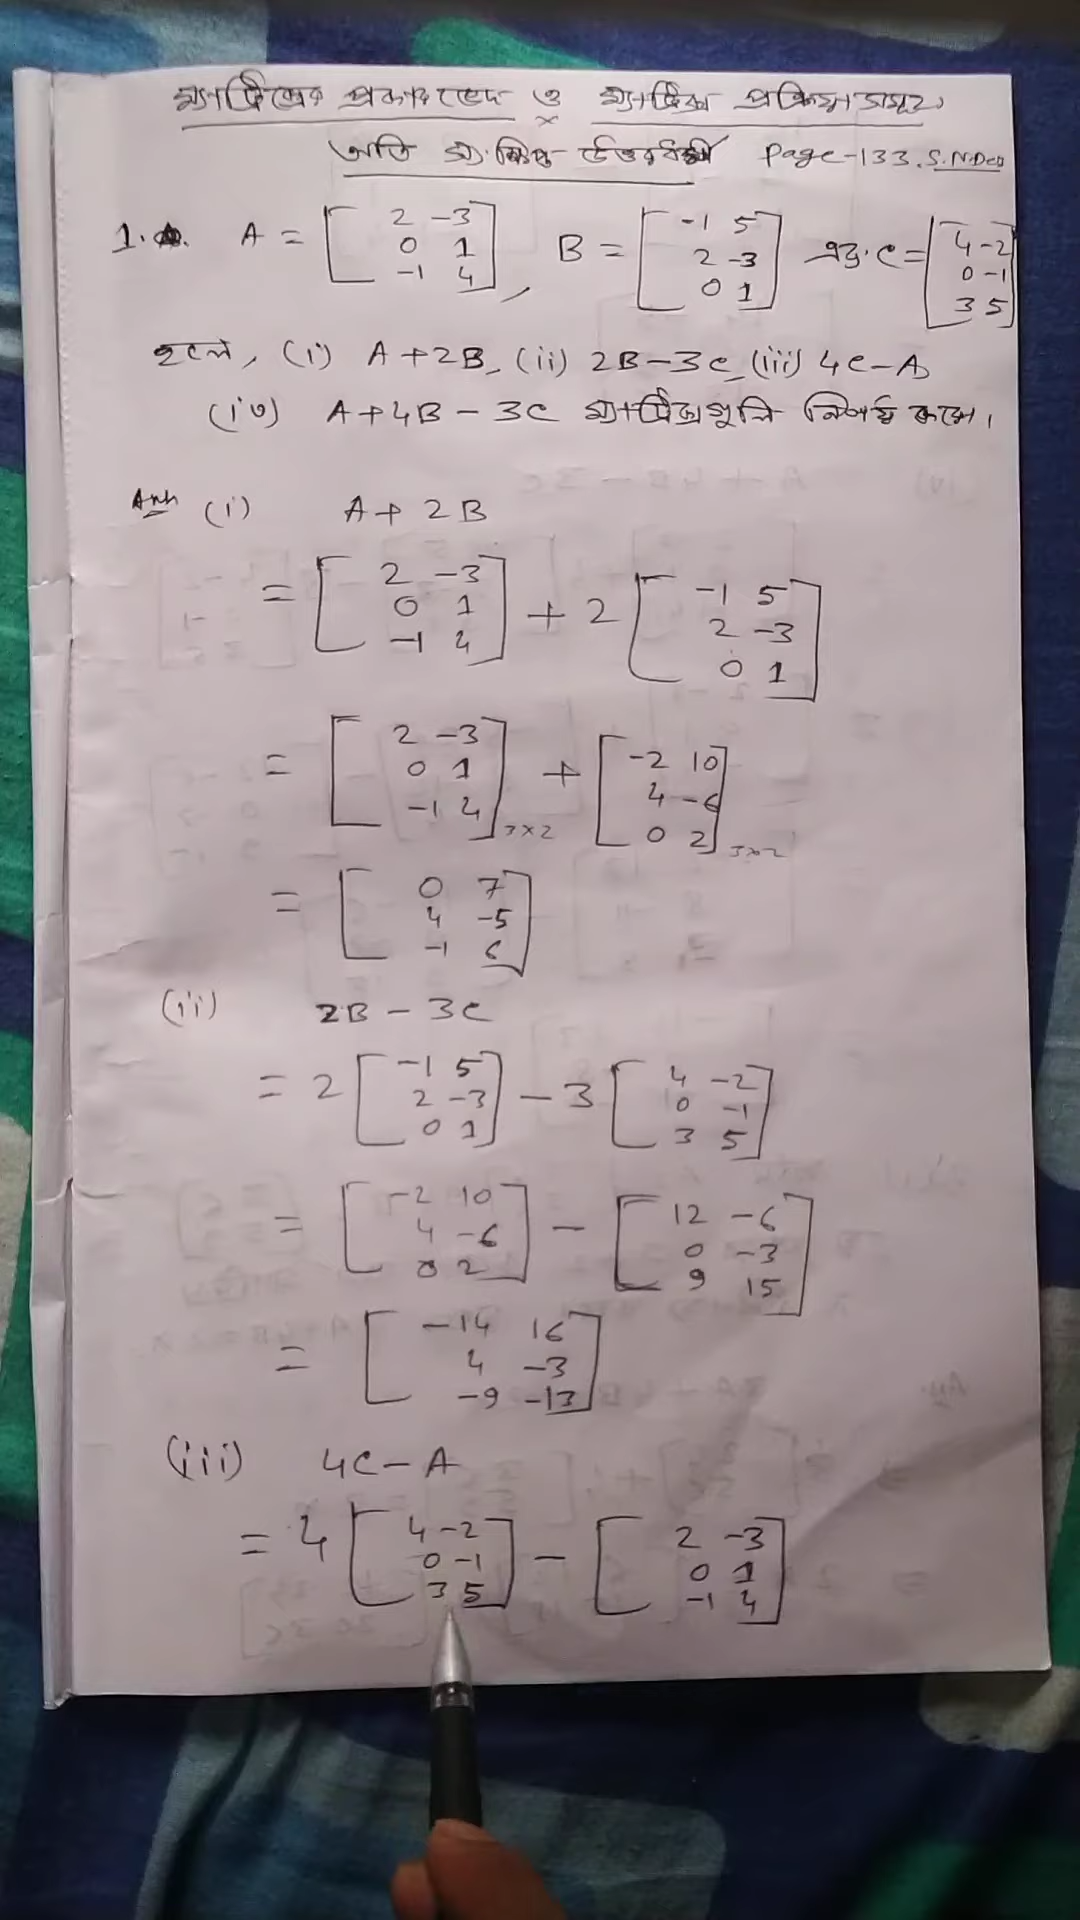 ম্যাট্রিক্সের প্রকারভেদ ও ম্যাট্রিক্স প্রক্রিয়াসমূহ
অতি সংক্ষিপ্ত উত্তরধর্মী Page-133. S.N.Dey
1. A = [ 2 -3 0 1 -1 4 ], B = [ -1 5 2 -3 0 1 ] এবং C = [ 4 -2 0 -1 3 5 ]
হলে, (i) A+2B, (ii) 2B-3C, (iii) 4C-A
(iv) A+4B-3C ম্যাট্রিক্সগুলি নির্ণয় করো।
Ans (i) A+2B
= [ 2 -3 0 1 -1 4 ] + 2 [ -1 5 2 -3 0 1 ]
= [ 2 -3 0 1 -1 4 ] 3×2 + [ -2 10 4 -6 0 2 ] 3×2
= [ 0 7 4 -5 -1 6 ]
(ii) 2B - 3C
= 2 [ -1 5 2 -3 0 1 ] - 3 [ 4 -2 0 -1 3 5 ]
= [ -2 10 4 -6 0 2 ] - [ 12 -6 0 -3 9 15 ]
= [ -14 16 4 -3 -9 -13 ]
(iii) 4C - A
= 4 [ 4 -2 0 -1 3 5 ] - [ 2 -3 0 1 -1 4 ]